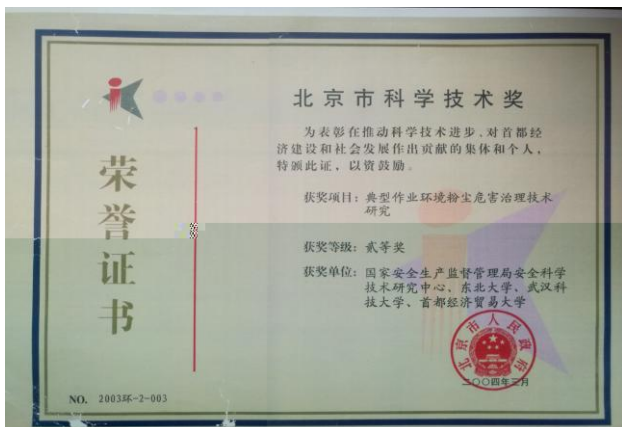 荣誉证书
NO. 2003环-2-003
北京市科学技术奖
为表彰在推动科学技术进步、对首都经
济建设和社会发展作出贡献的集体和个人，
特颁此证，以资鼓励。
获奖项目：典型作业环境粉尘危害治理技术
研究
获奖等级：贰等奖
获奖单位：国家安全生产监督管理局安全科学
技术研究中心、东北大学、武汉科
技大学、首都经济贸易大学
北京市人民政府
二〇〇四年三月